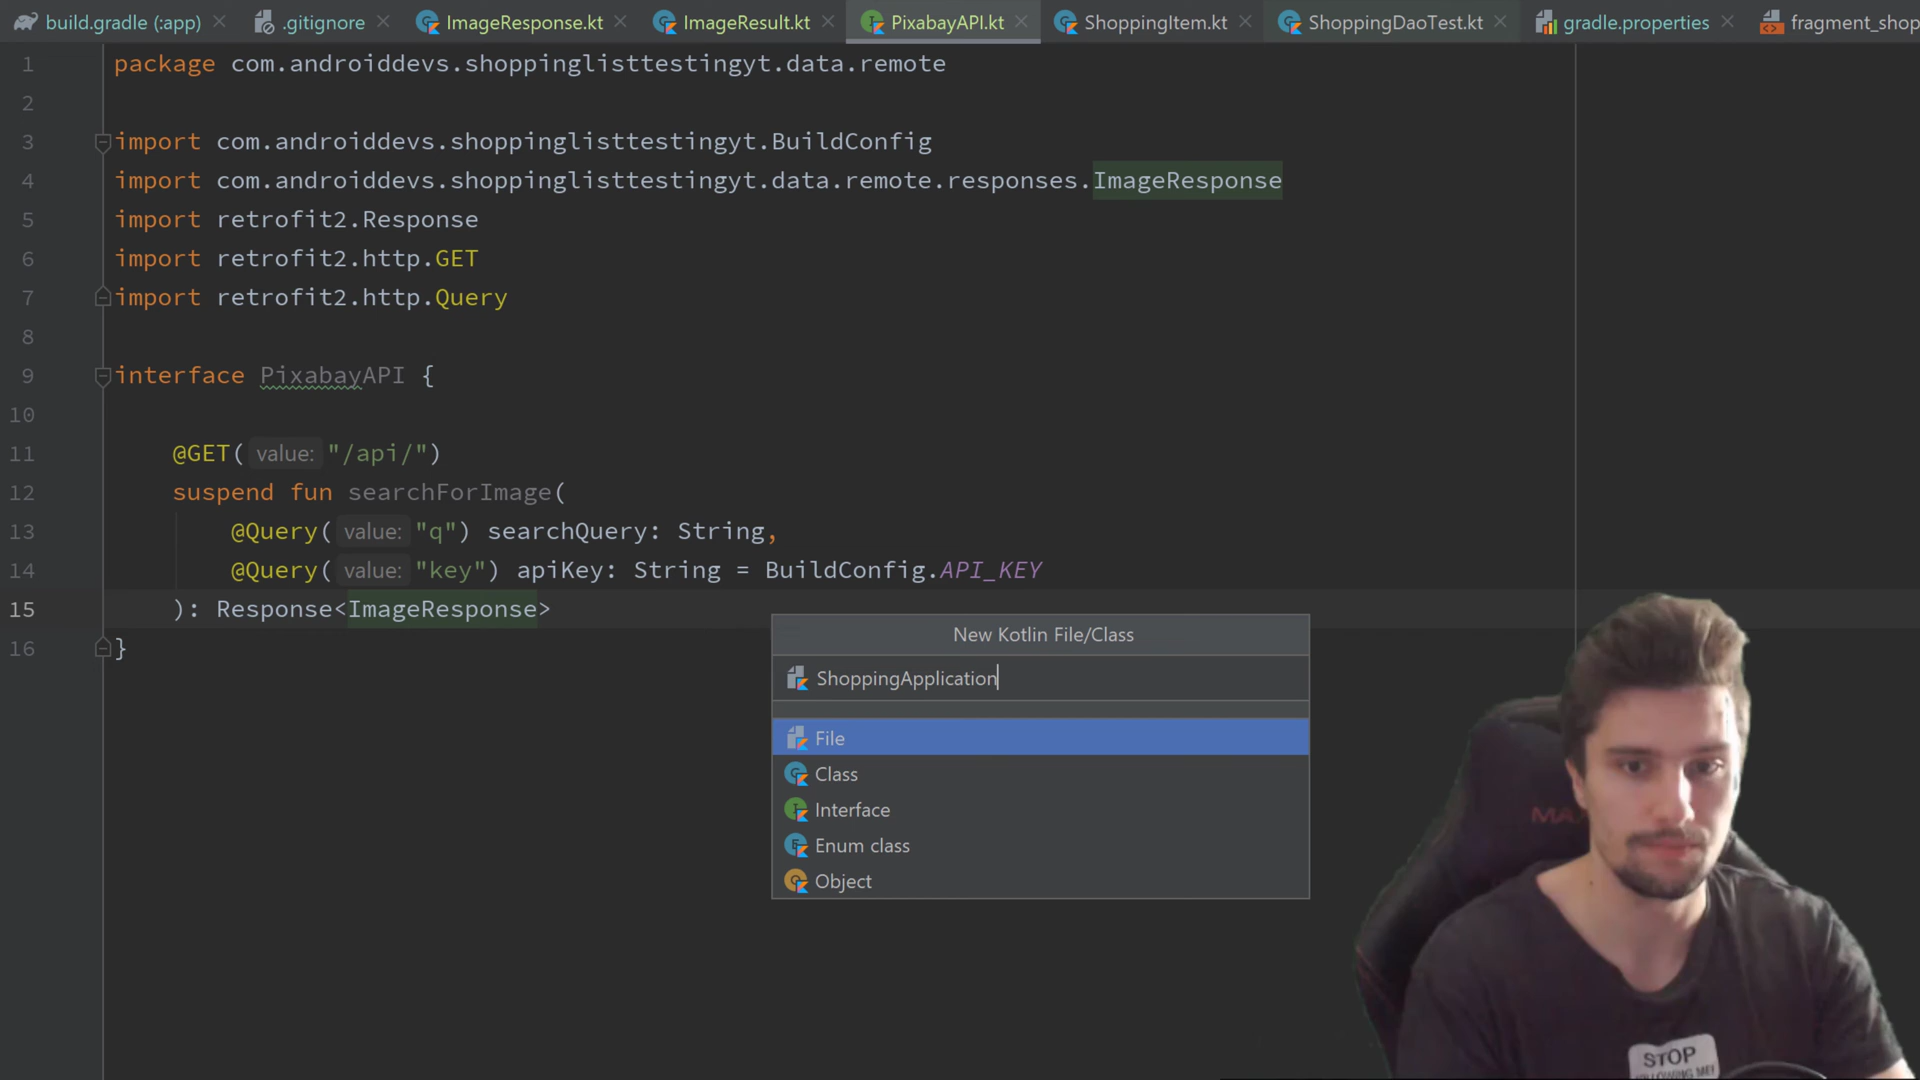 build.gradle (:app)
.gitignore
ImageResponse.kt
ImageResult.kt
PixabayAPI.kt
ShoppingItem.kt
ShoppingDaoTest.kt
gradle.properties
fragment_shop
1 package com.androiddevs.shoppinglisttestingyt.data.remote
2
3 import com.androiddevs.shoppinglisttestingyt.BuildConfig
4 import com.androiddevs.shoppinglisttestingyt.data.remote.responses.ImageResponse
5 import retrofit2.Response
6 import retrofit2.http.GET
7 import retrofit2.http.Query
8
9 interface PixabayAPI {
10
11 @GET( value: "/api/")
12 suspend fun searchForImage(
13 @Query( value: "q") searchQuery: String,
14 @Query( value: "key") apiKey: String = BuildConfig.API_KEY
15 ): Response<ImageResponse>
16 }
New Kotlin File/Class
ShoppingApplication
File
Class
Interface
Enum class
Object
STOP